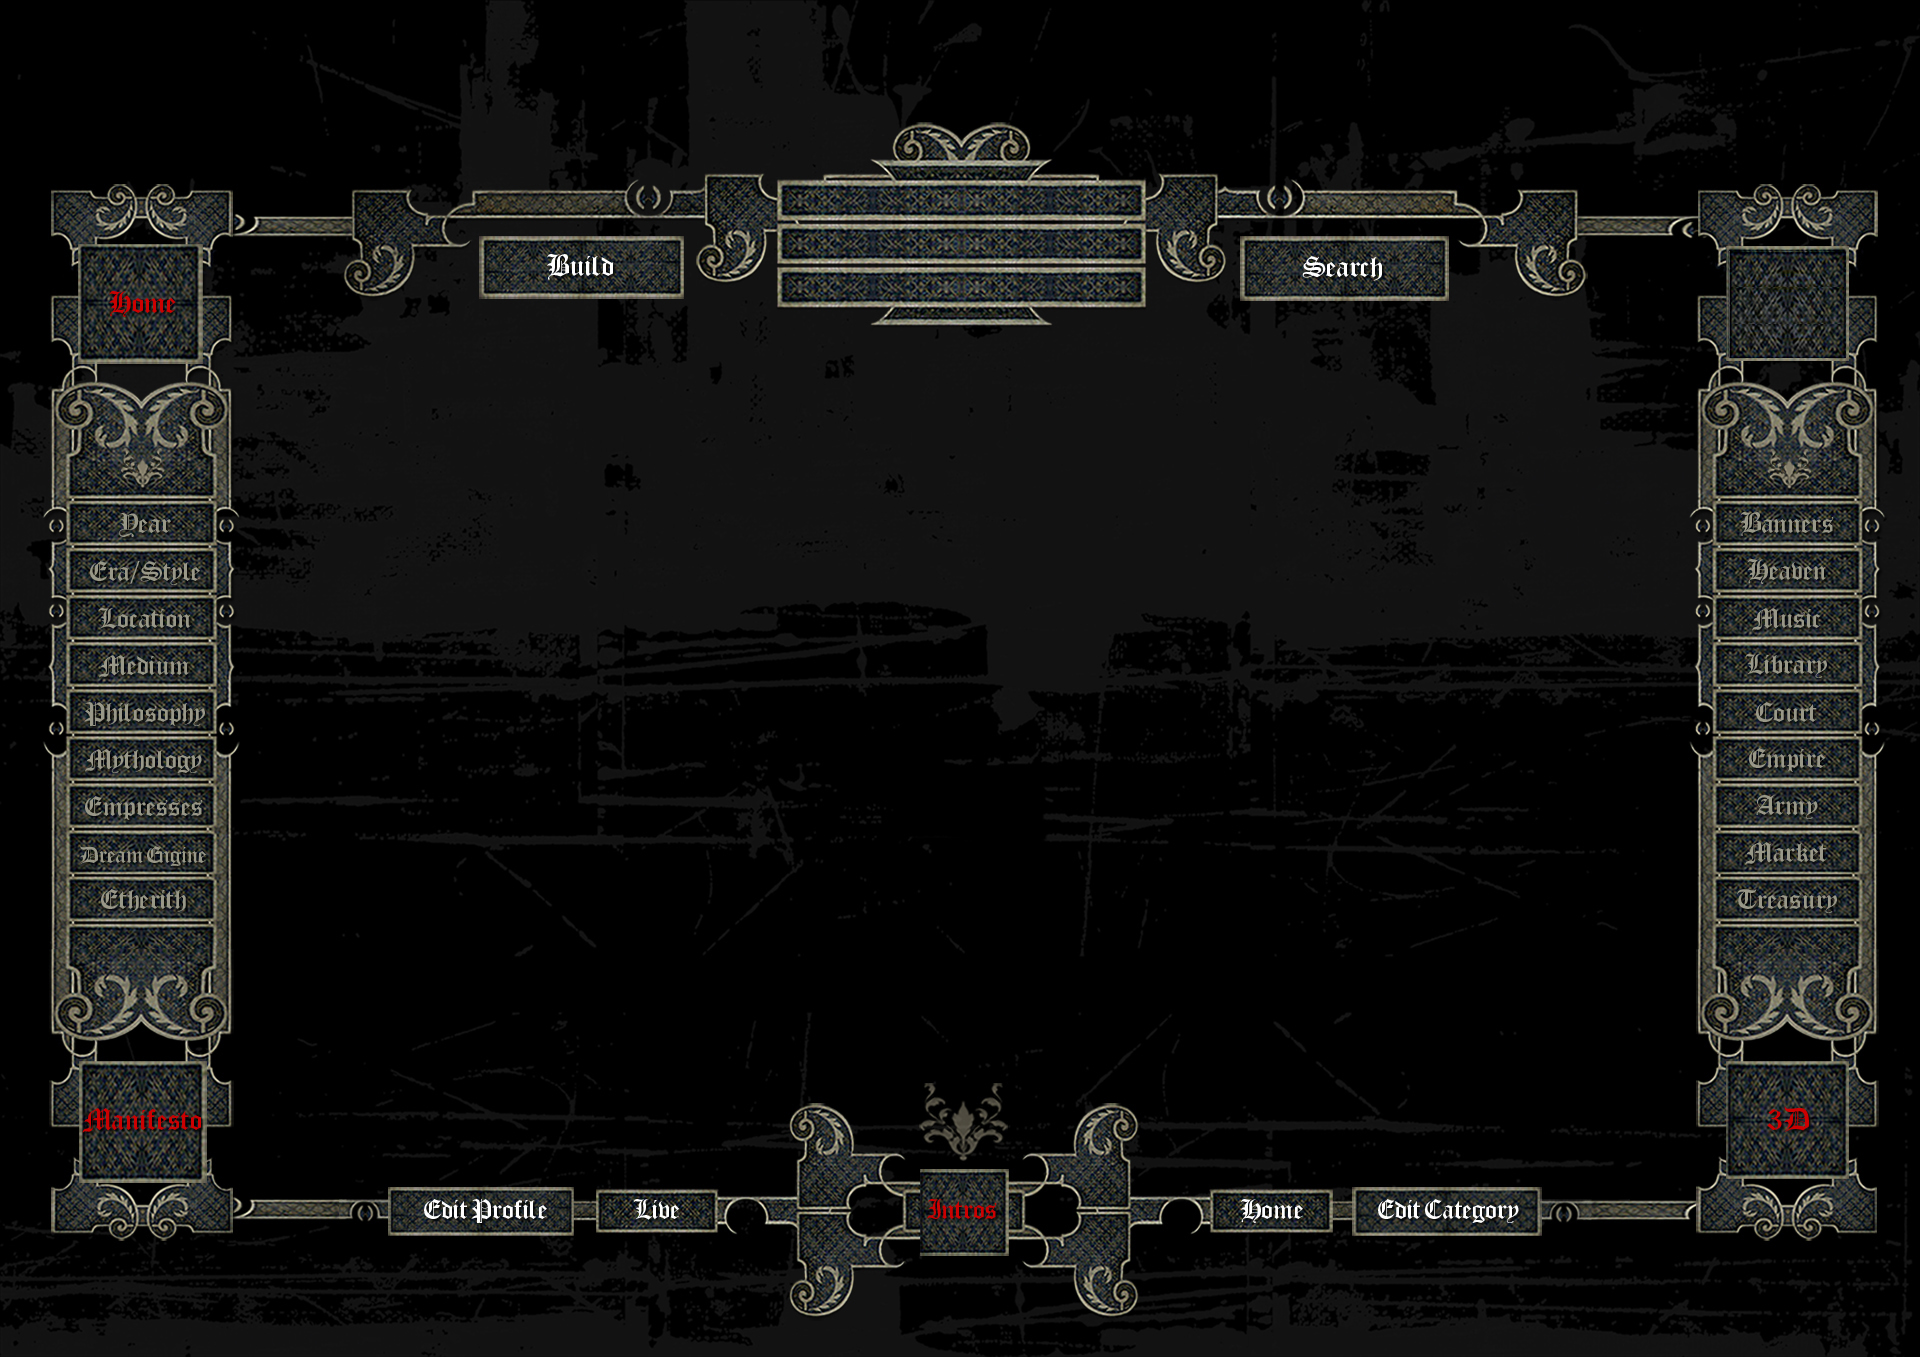 Build
Search
Home
Year
Era/Style
Location
Medium
Philosophy
Mythology
Empresses
Dream Engine
Etherith
Manifesto
Banners
Heaven
Music
Library
Court
Empire
Army
Market
Treasury
3D
Edit Profile
Live
Intros
Home
Edit Category